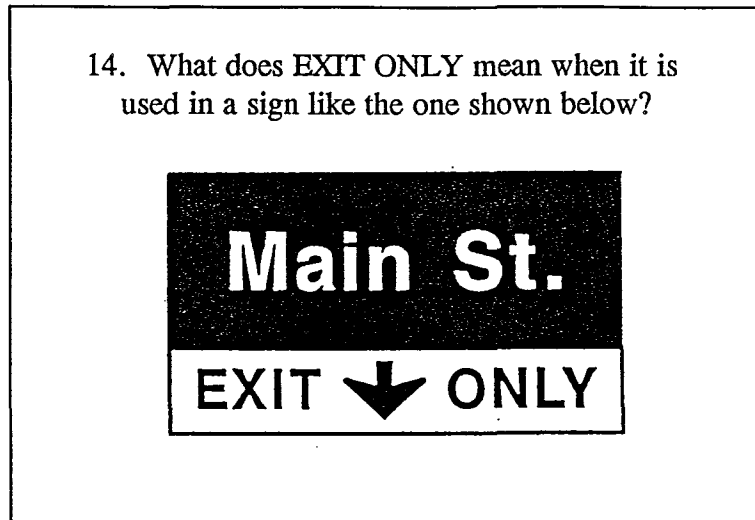 14. What does EXIT ONLY mean when it is
used in a sign like the one shown below?
Main St.
EXIT ONLY